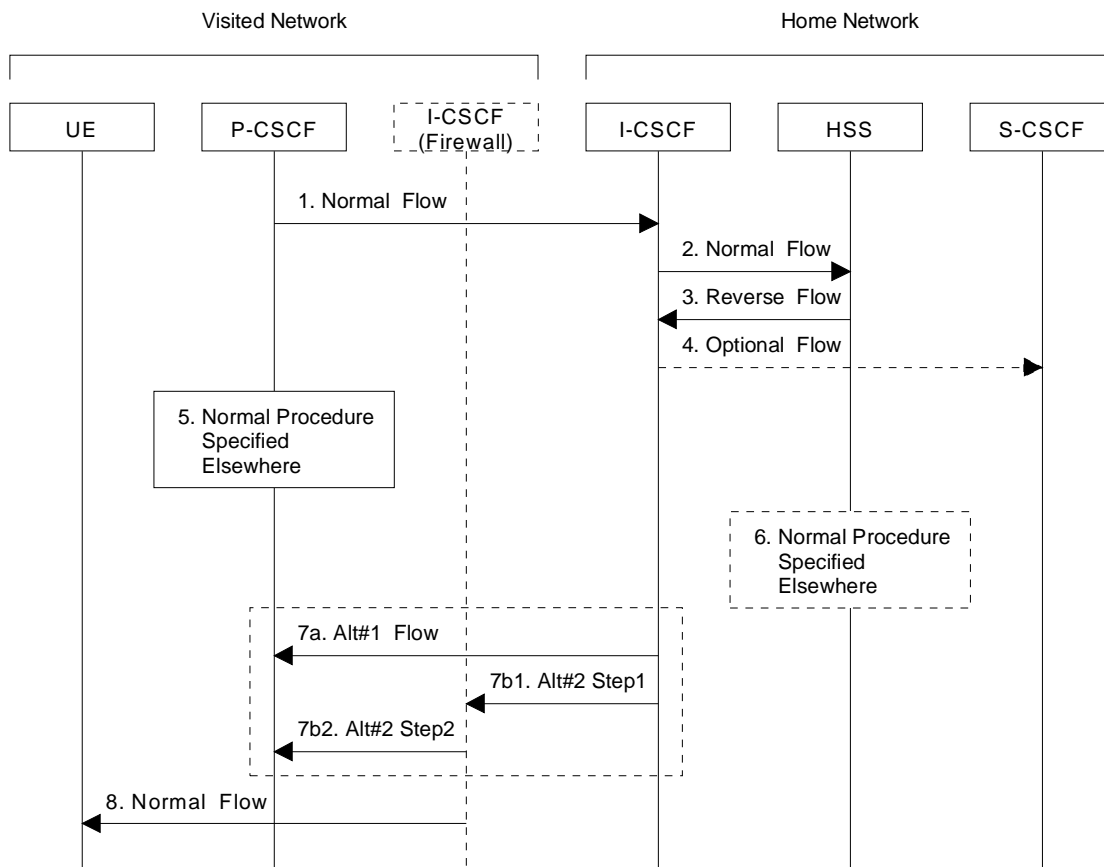 Visited Network
Home Network
UE
P-CSCF
I-CSCF
(Firewall)
I-CSCF
HSS
S-CSCF
1. Normal Flow
2. Normal Flow
3. Reverse Flow
4. Optional Flow
5. Normal Procedure
Specified
Elsewhere
6. Normal Procedure
Specified
Elsewhere
7a. Alt#1 Flow
7b1. Alt#2 Step1
7b2. Alt#2 Step2
8. Normal Flow